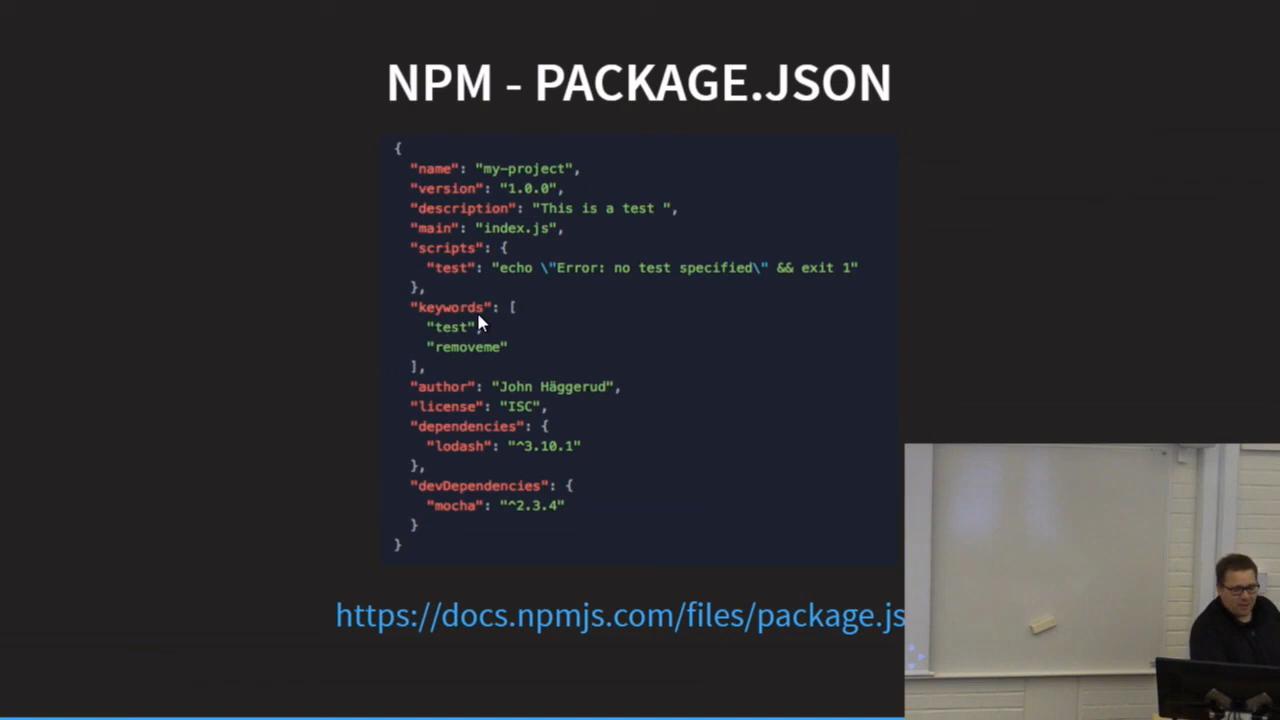 NPM - PACKAGE.JSON
{
"name": "my-project",
"version": "1.0.0",
"description": "This is a test ",
"main": "index.js",
"scripts": {
"test": "echo \"Error: no test specified\" && exit 1"
},
"keywords": [
"test",
"removeme"
],
"author": "John Häggerud",
"license": "ISC",
"dependencies": {
"lodash": "^3.10.1"
},
"devDependencies": {
"mocha": "^2.3.4"
}
}
https://docs.npmjs.com/files/package.js